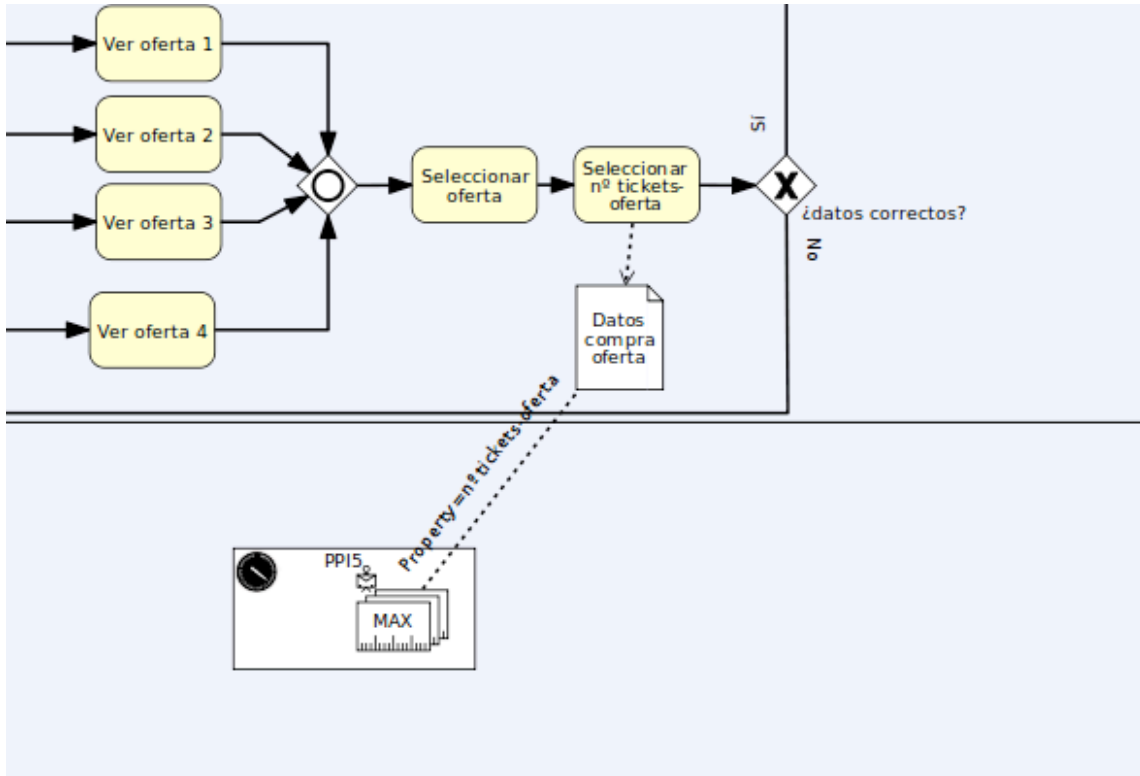 Ver oferta 1
Ver oferta 2
Ver oferta 3
Ver oferta 4
Seleccionar
oferta
Seleccionar
nº tickets-
oferta
Sí
¿datos correctos?
No
Datos
compra
oferta
Property=nº tickets-oferta
PPI5
MAX